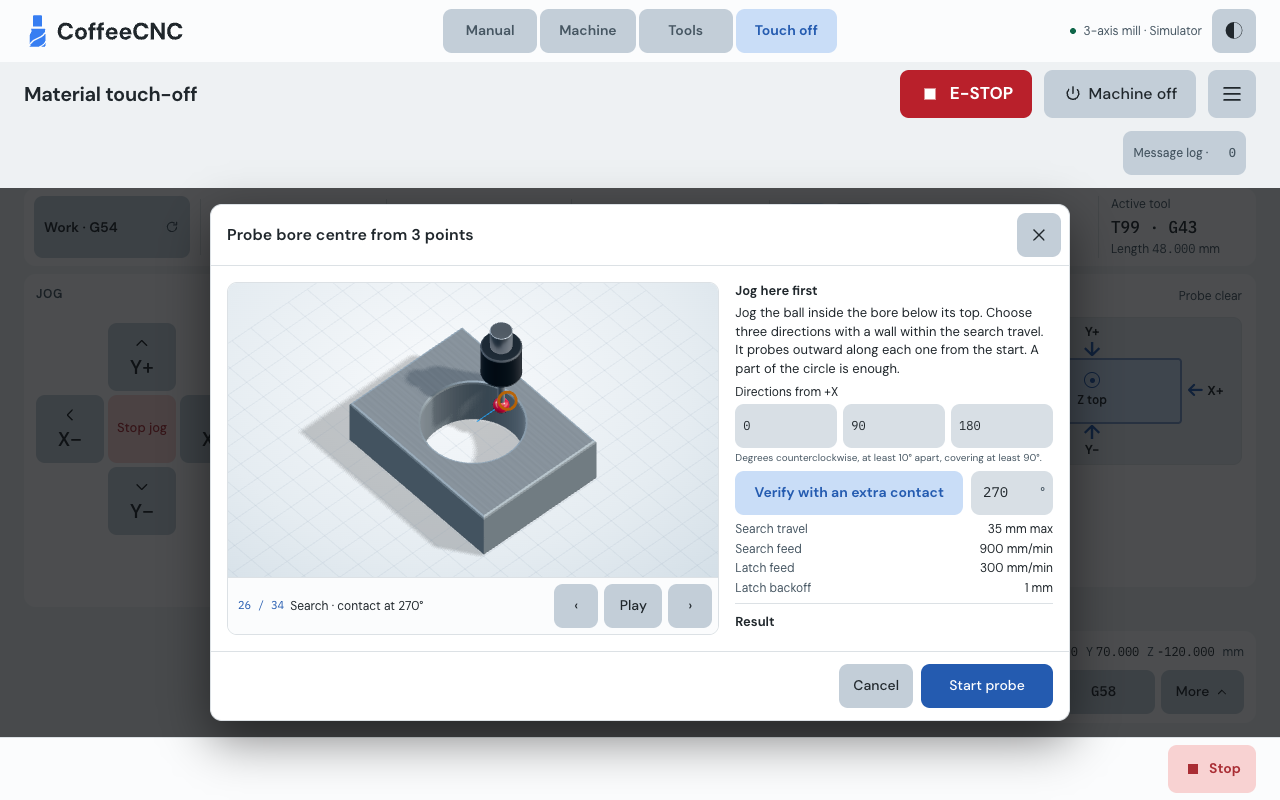 CoffeeCNC
Manual
Machine
Tools
Touch off
3-axis mill · Simulator
Material touch-off
E-STOP
Machine off
Message log · 0
Work · G54
Active tool
T99 · G43
Length 48.000 mm
JOG
Probe clear
Y+
X−
Stop jog
X
Y−
Y+
X+
Z top
Y−
Probe bore centre from 3 points
Jog here first
Jog the ball inside the bore below its top. Choose
three directions with a wall within the search travel.
It probes outward along each one from the start. A
part of the circle is enough.
Directions from +X
0
90
180
Degrees counterclockwise, at least 10° apart, covering at least 90°.
Verify with an extra contact
270 °
Search travel 35 mm max
Search feed 900 mm/min
Latch feed 300 mm/min
Latch backoff 1 mm
Result
26 / 34 Search · contact at 270°
‹
Play
›
0 Y 70.000 Z -120.000 mm
G58
More
Cancel
Start probe
Stop